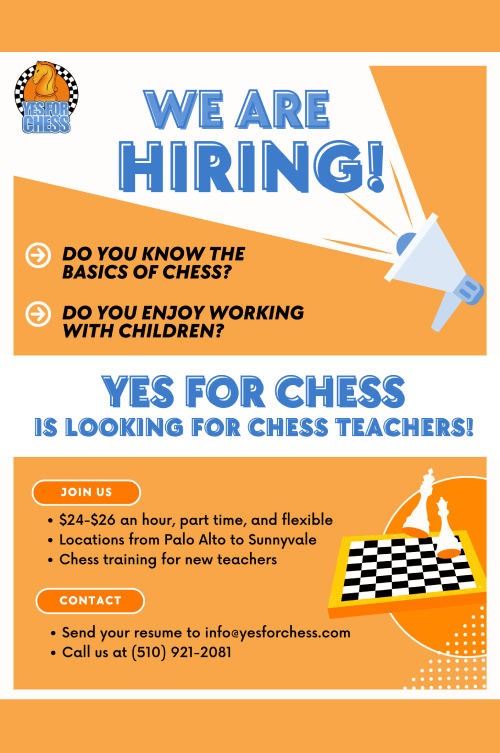 YES FOR
CHESS
WE ARE
HIRING!
DO YOU KNOW THE
BASICS OF CHESS?
DO YOU ENJOY WORKING
WITH CHILDREN?
YES FOR CHESS
IS LOOKING FOR CHESS TEACHERS!
JOIN US
• $24-$26 an hour, part time, and flexible
• Locations from Palo Alto to Sunnyvale
• Chess training for new teachers
CONTACT
• Send your resume to info@yesforchess.com
• Call us at (510) 921-2081